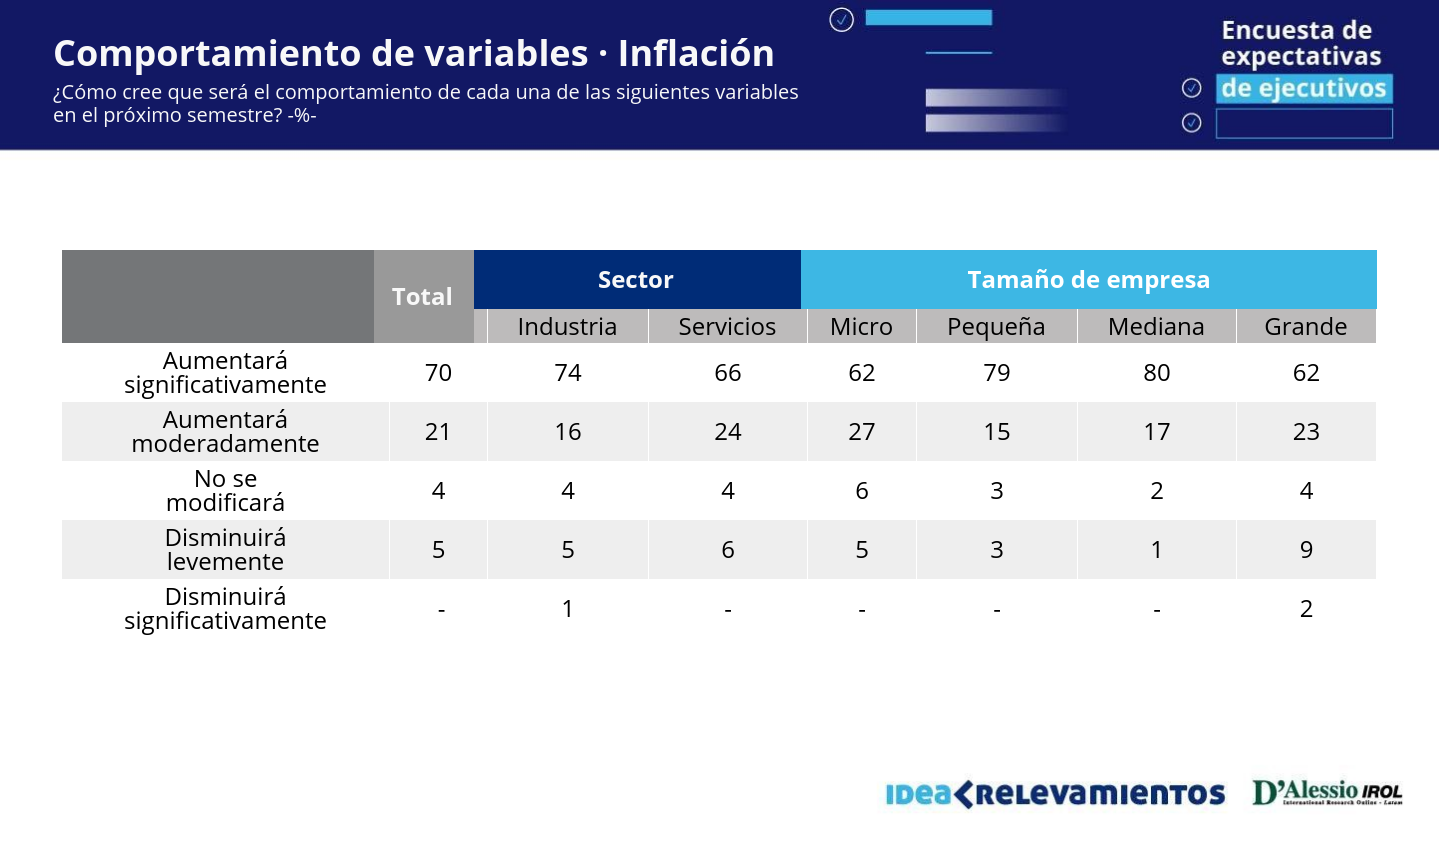 Comportamiento de variables · Inflación
¿Cómo cree que será el comportamiento de cada una de las siguientes variables
en el próximo semestre? -%-
Encuesta de
expectativas
de ejecutivos
Total Sector Tamaño de empresa
Industria Servicios Micro Pequeña Mediana Grande
Aumentará
significativamente 70 74 66 62 79 80 62
Aumentará
moderadamente 21 16 24 27 15 17 23
No se
modificará 4 4 4 6 3 2 4
Disminuirá
levemente 5 5 6 5 3 1 9
Disminuirá
significativamente - 1 - - - - 2
IDea RELEVAMIENTOS
D'Alessio IROL
International Research Online - Latam